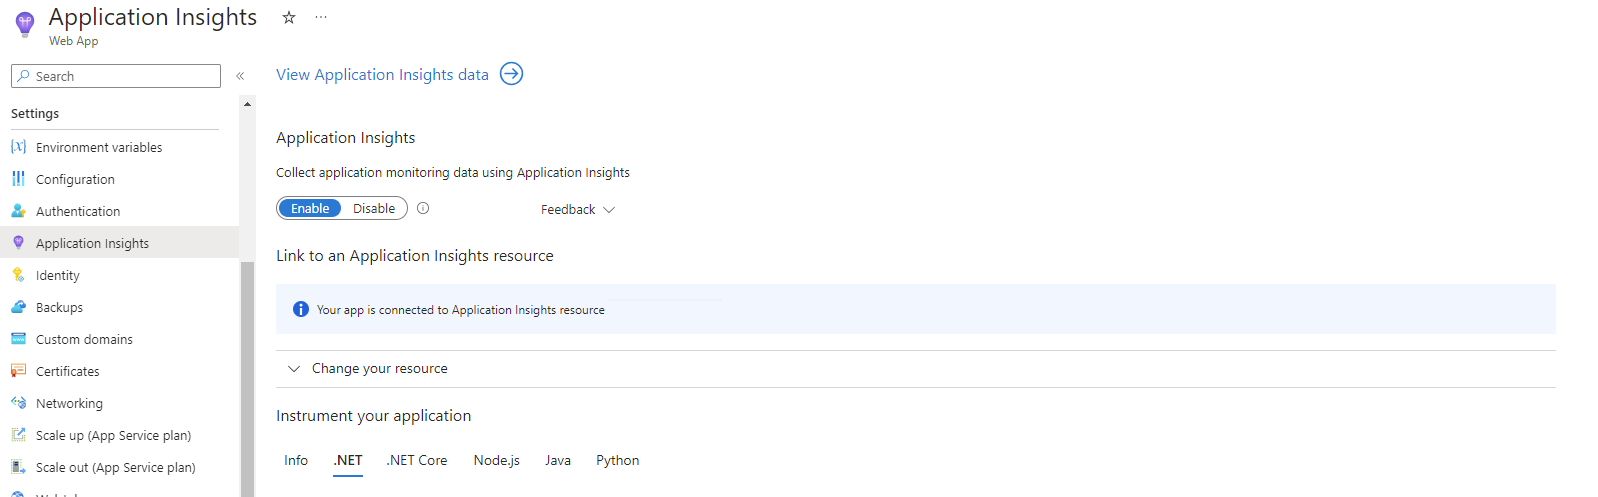 Application Insights
Web App
Search
View Application Insights data
Settings
Environment variables
Configuration
Authentication
Application Insights
Identity
Backups
Custom domains
Certificates
Networking
Scale up (App Service plan)
Scale out (App Service plan)
Application Insights
Collect application monitoring data using Application Insights
Enable Disable
Feedback
Link to an Application Insights resource
Your app is connected to Application Insights resource
Change your resource
Instrument your application
Info .NET .NET Core Node.js Java Python